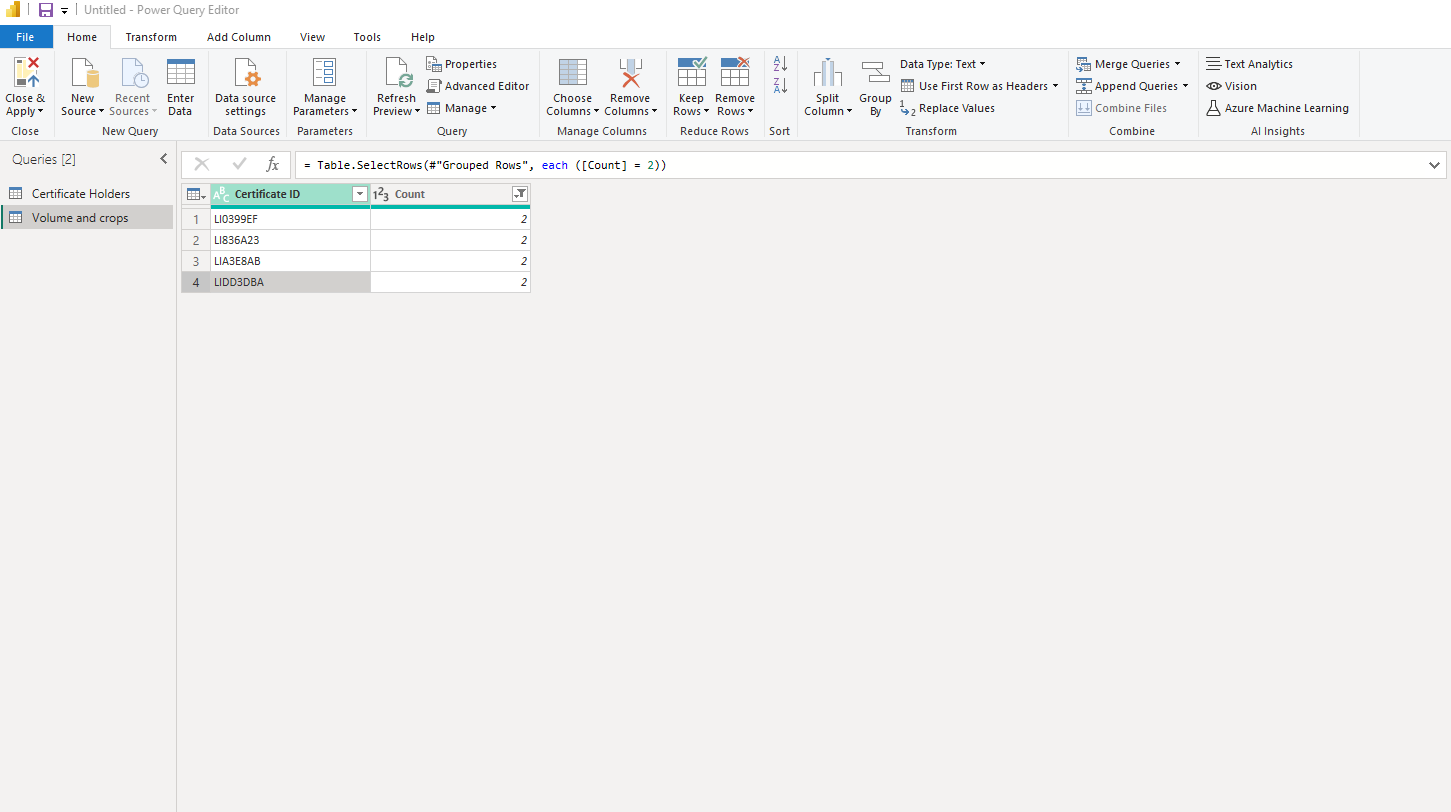 Untitled - Power Query Editor
File Home Transform Add Column View Tools Help
Close & Apply
New Source
Recent Sources
Enter Data
Data source settings
Manage Parameters
Refresh Preview
Properties
Advanced Editor
Manage
Choose Columns
Remove Columns
Keep Rows
Remove Rows
Split Column
Group By
Data Type: Text
Use First Row as Headers
Replace Values
Merge Queries
Append Queries
Combine Files
Text Analytics
Vision
Azure Machine Learning
Close New Query Data Sources Parameters Query Manage Columns Reduce Rows Sort Transform Combine AI Insights
Queries [2]
Certificate Holders
Volume and crops
fx = Table.SelectRows(#"Grouped Rows", each ([Count] = 2))
ABC Certificate ID 123 Count
1 LI0399EF 2
2 LI836A23 2
3 LIA3E8AB 2
4 LIDD3DBA 2